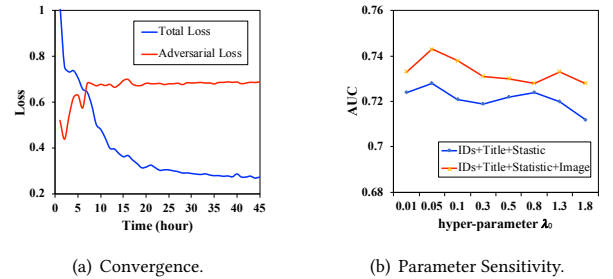 1
0.8
0.6
0.4
0.2
Loss
Total Loss
Adversarial Loss
0 5 10 15 20 25 30 35 40 45
Time (hour)
(a) Convergence.
0.76
0.74
0.72
0.70
0.68
AUC
IDs+Title+Stastic
IDs+Title+Statistic+Image
0.01 0.05 0.1 0.3 0.5 0.8 1.3 1.8
hyper-parameter λ₀
(b) Parameter Sensitivity.